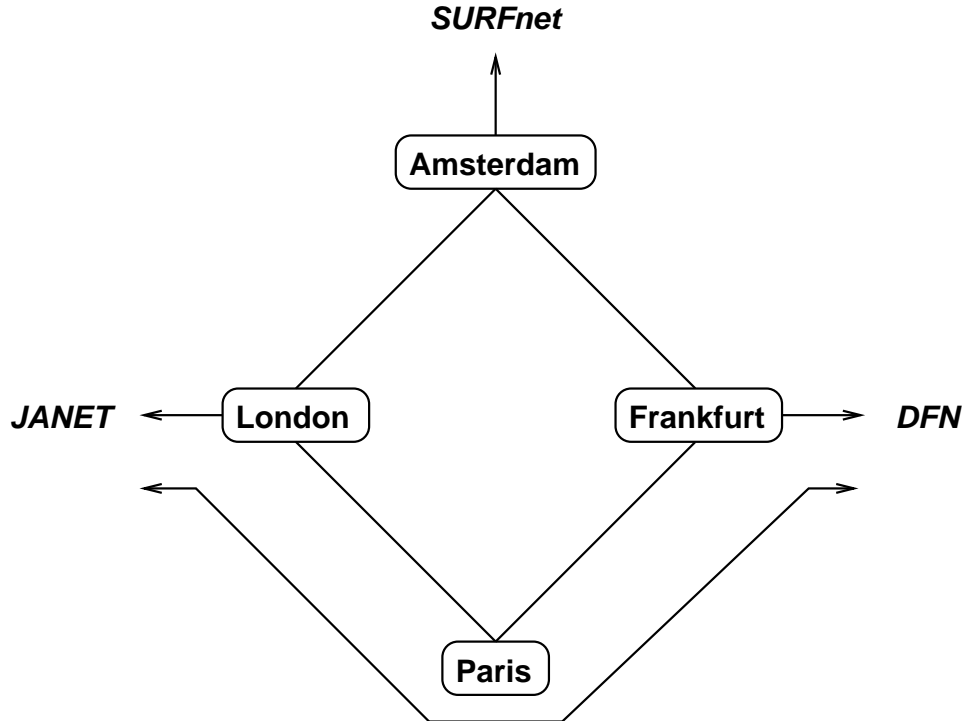 SURFnet
Amsterdam
JANET
London
Frankfurt
DFN
Paris